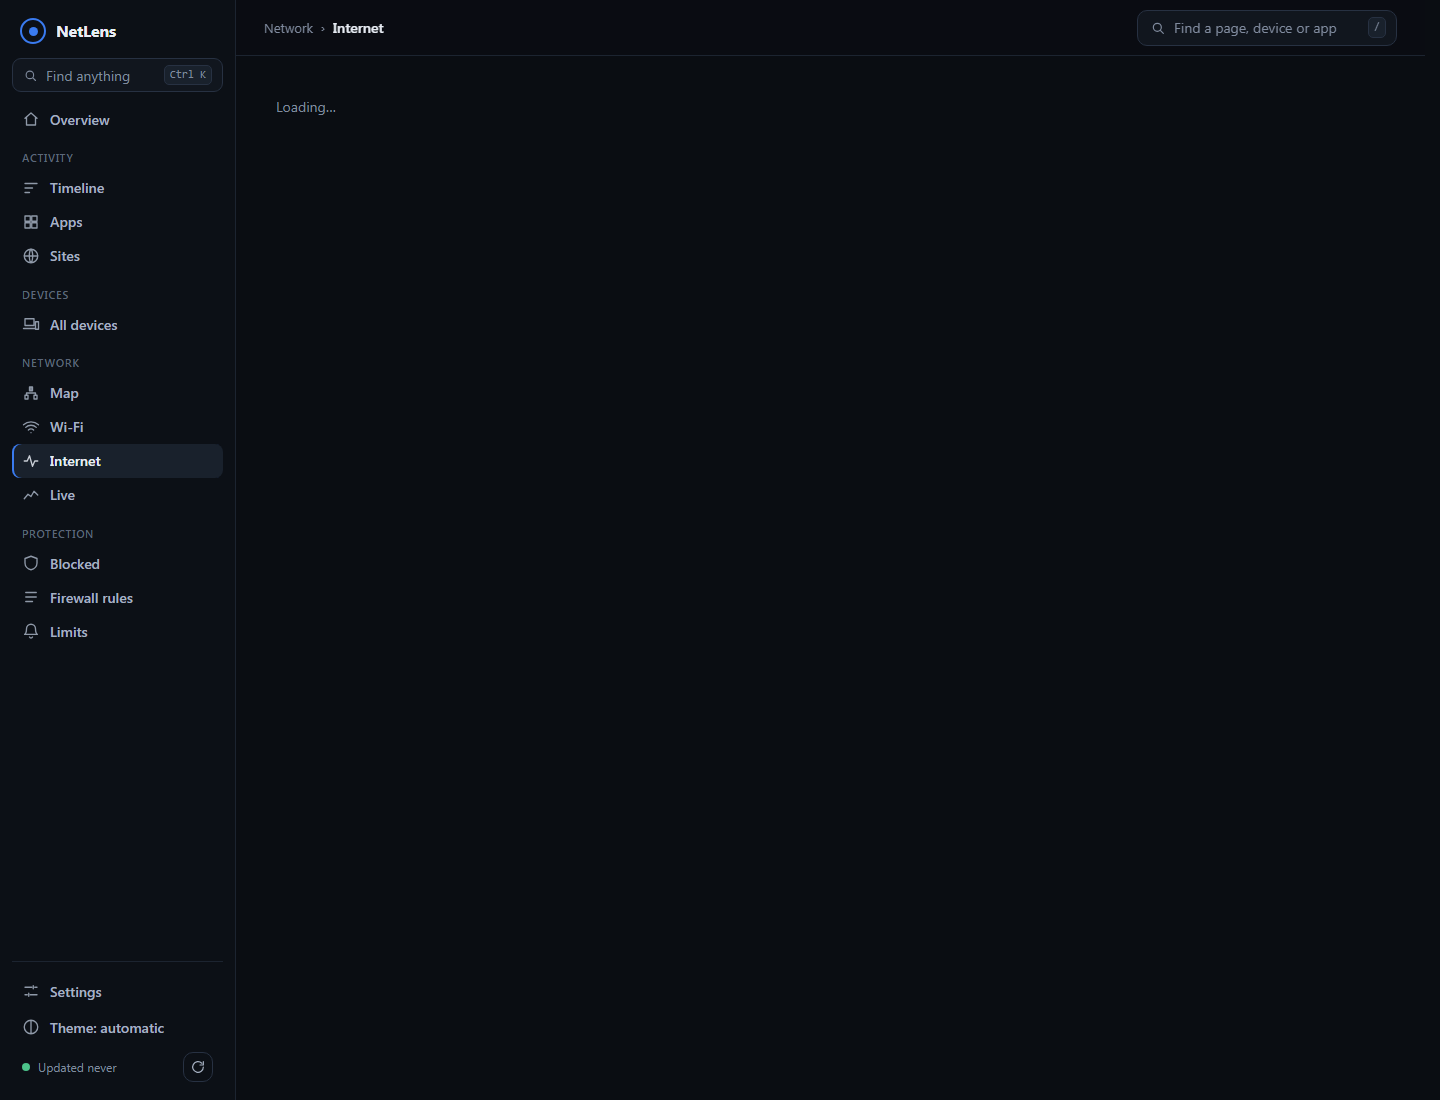 NetLens
Find anything
Ctrl K
Overview
ACTIVITY
Timeline
Apps
Sites
DEVICES
All devices
NETWORK
Map
Wi-Fi
Internet
Live
PROTECTION
Blocked
Firewall rules
Limits
Settings
Theme: automatic
Updated never
Network › Internet
Find a page, device or app
/
Loading...